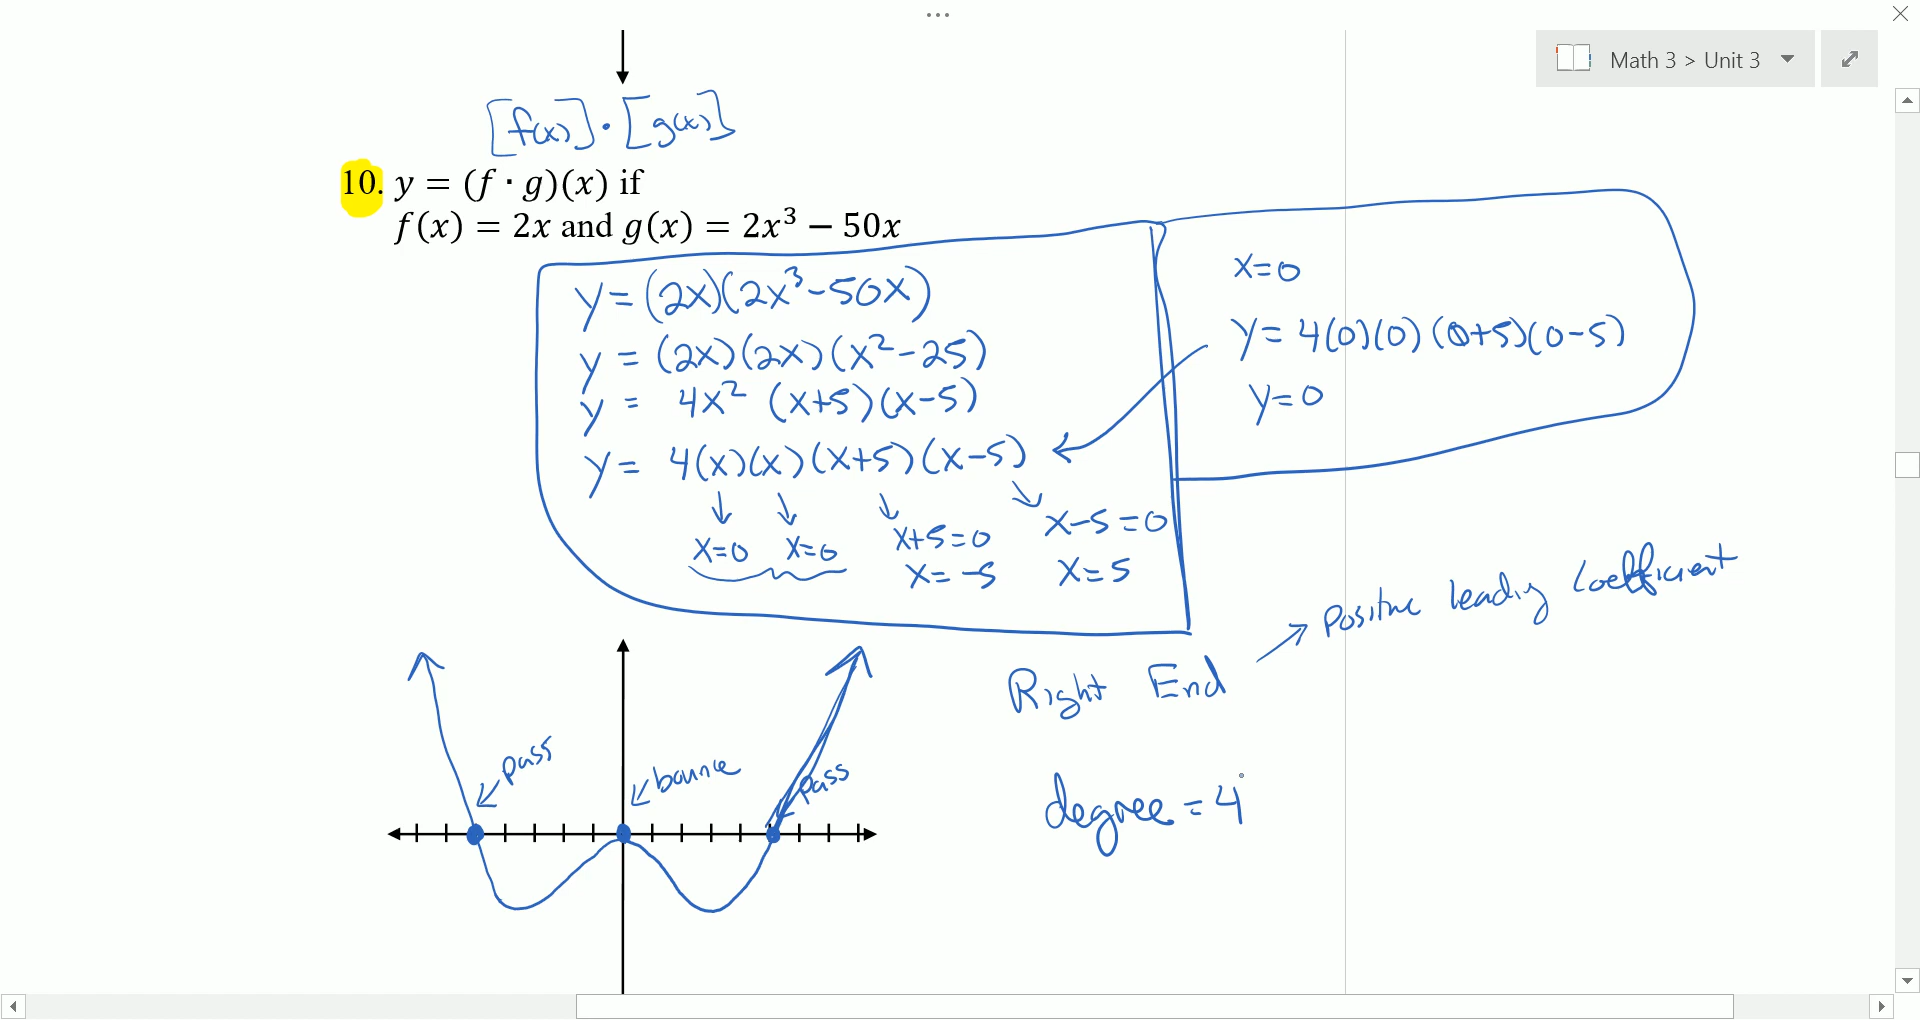 Math 3 > Unit 3
[f(x)]·[g(x)]
10. y = (f · g)(x) if
f(x) = 2x and g(x) = 2x³ − 50x
y = (2x)(2x³-50x)
y = (2x)(2x)(x²-25)
y = 4x² (x+5)(x-5)
y = 4(x)(x)(x+5)(x-5)
x=0 x=0 x+5=0 x-5=0
x=-5 x=5
x=0
y= 4(0)(0)(0+5)(0-5)
y=0
Right End → Positive leading coefficient
degree = 4
pass
bounce
pass